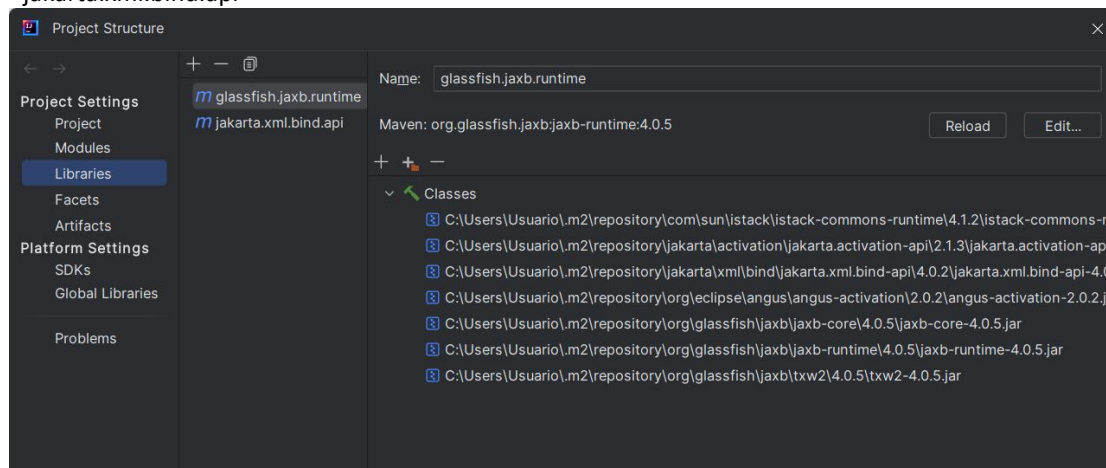 Project Structure
Project Settings
Project
Modules
Libraries
Facets
Artifacts
Platform Settings
SDKs
Global Libraries
Problems
glassfish.jaxb.runtime
jakarta.xml.bind.api
Name: glassfish.jaxb.runtime
Maven: org.glassfish.jaxb:jaxb-runtime:4.0.5 Reload Edit...
Classes
C:\Users\Usuario\.m2\repository\com\sun\istack\istack-commons-runtime\4.1.2\istack-commons-r
C:\Users\Usuario\.m2\repository\jakarta\activation\jakarta.activation-api\2.1.3\jakarta.activation-ap
C:\Users\Usuario\.m2\repository\jakarta\xml\bind\jakarta.xml.bind-api\4.0.2\jakarta.xml.bind-api-4.0
C:\Users\Usuario\.m2\repository\org\eclipse\angus\angus-activation\2.0.2\angus-activation-2.0.2.j
C:\Users\Usuario\.m2\repository\org\glassfish\jaxb\jaxb-core\4.0.5\jaxb-core-4.0.5.jar
C:\Users\Usuario\.m2\repository\org\glassfish\jaxb\jaxb-runtime\4.0.5\jaxb-runtime-4.0.5.jar
C:\Users\Usuario\.m2\repository\org\glassfish\jaxb\txw2\4.0.5\txw2-4.0.5.jar